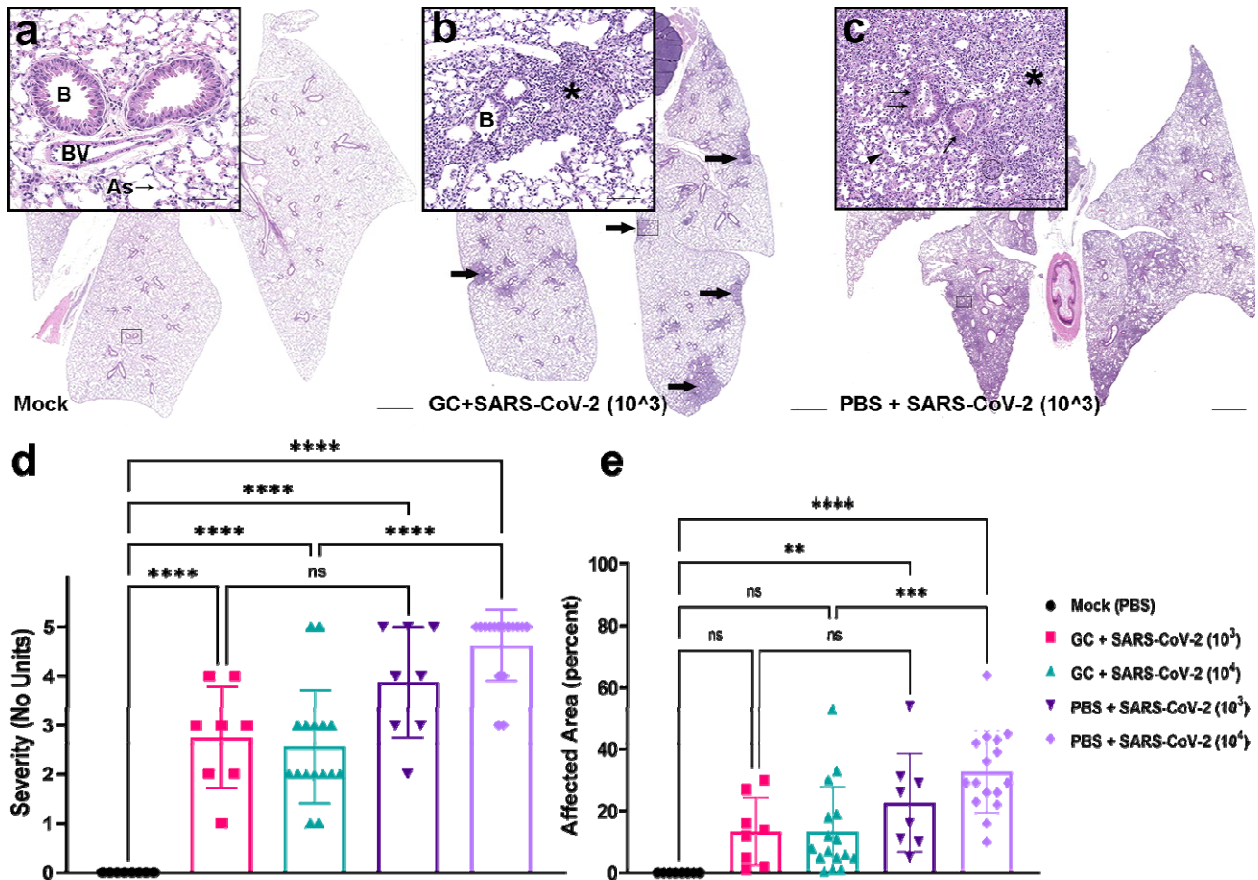 a
B
BV
As→
Mock
b
B
*
GC+SARS-CoV-2 (10^3)
c
*
PBS + SARS-CoV-2 (10^3)
d
****
****
****
****
****
ns
Severity (No Units)
5
4
3
2
1
0
e
****
**
ns
***
ns
ns
Affected Area (percent)
100
80
60
40
20
0
Mock (PBS)
GC + SARS-CoV-2 (10³)
GC + SARS-CoV-2 (10⁴)
PBS + SARS-CoV-2 (10³)
PBS + SARS-CoV-2 (10⁴)